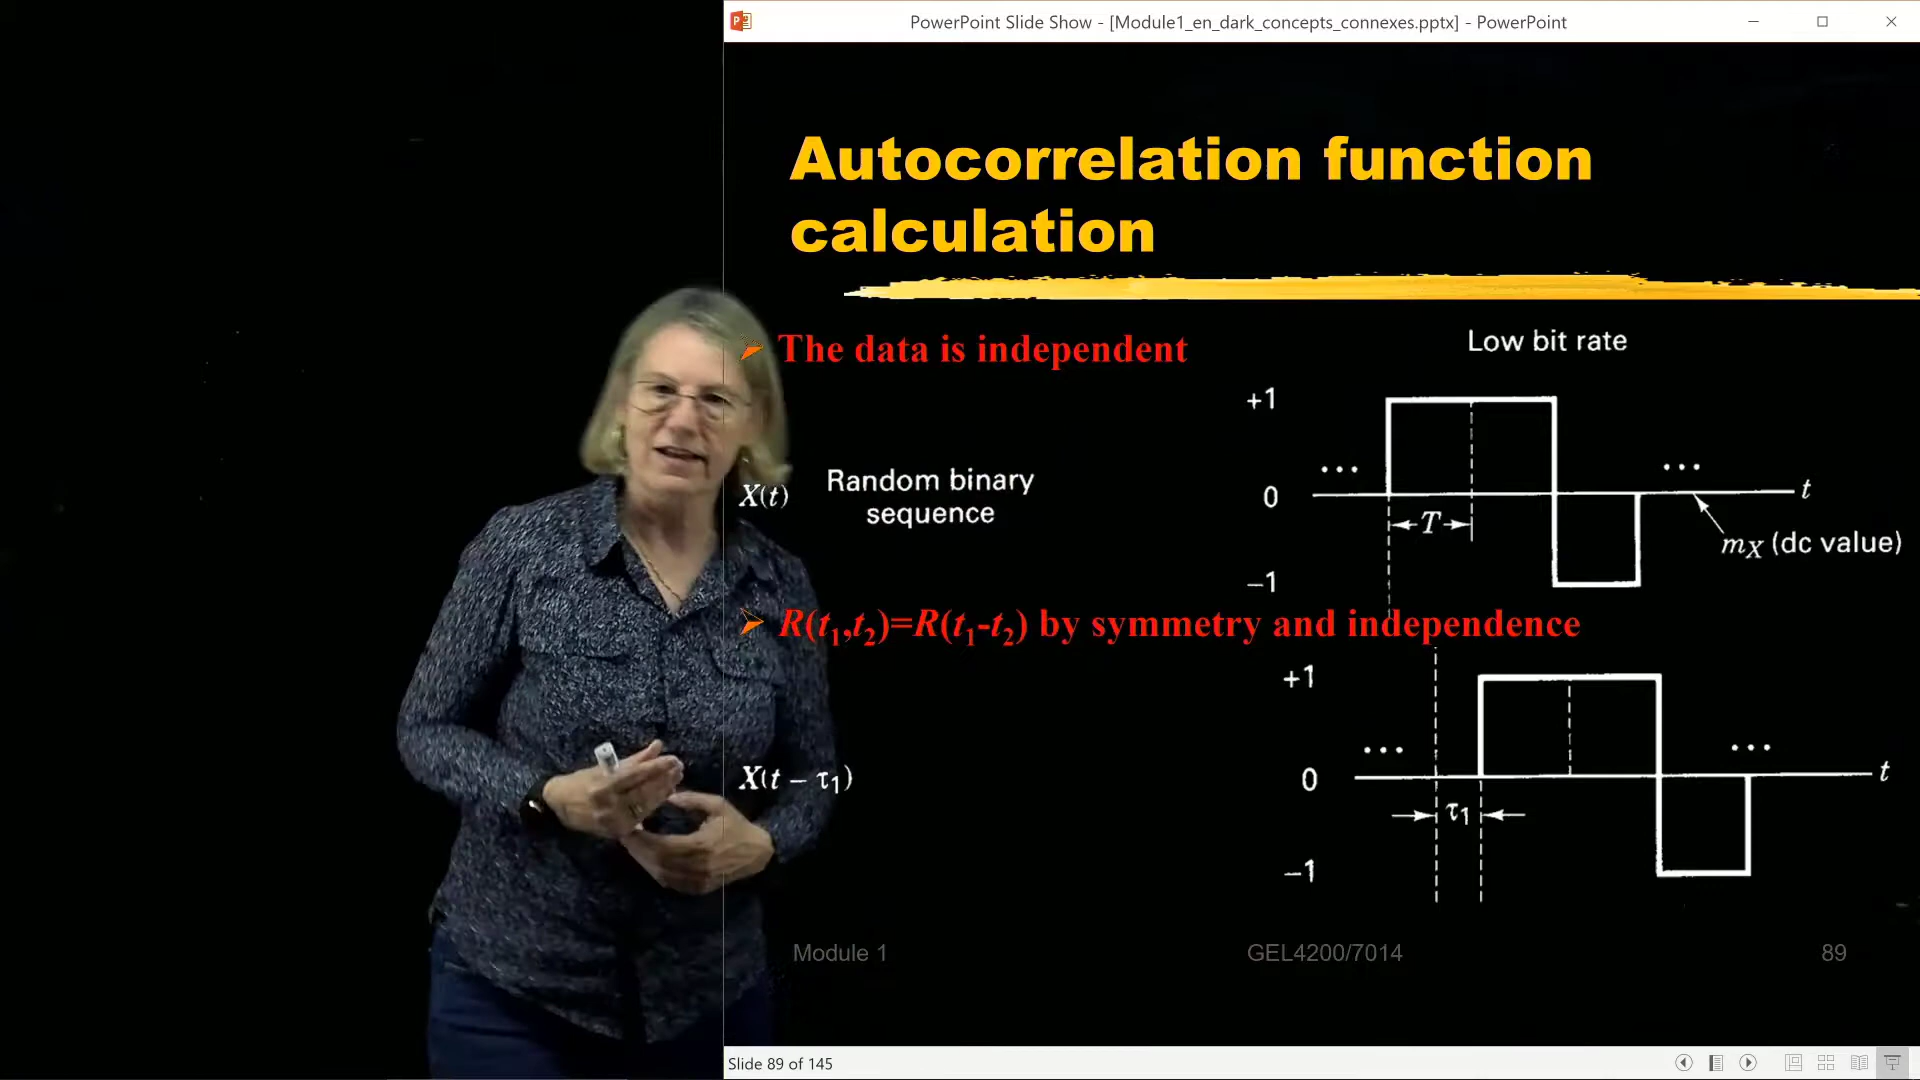 PowerPoint Slide Show - [Module1_en_dark_concepts_connexes.pptx] - PowerPoint
Autocorrelation function
calculation
The data is independent
Low bit rate
+1
X(t)
Random binary
sequence
0
T
t
mX (dc value)
−1
R(t1,t2)=R(t1-t2) by symmetry and independence
+1
X(t − τ1)
0
τ1
t
−1
Module 1
GEL4200/7014
89
Slide 89 of 145